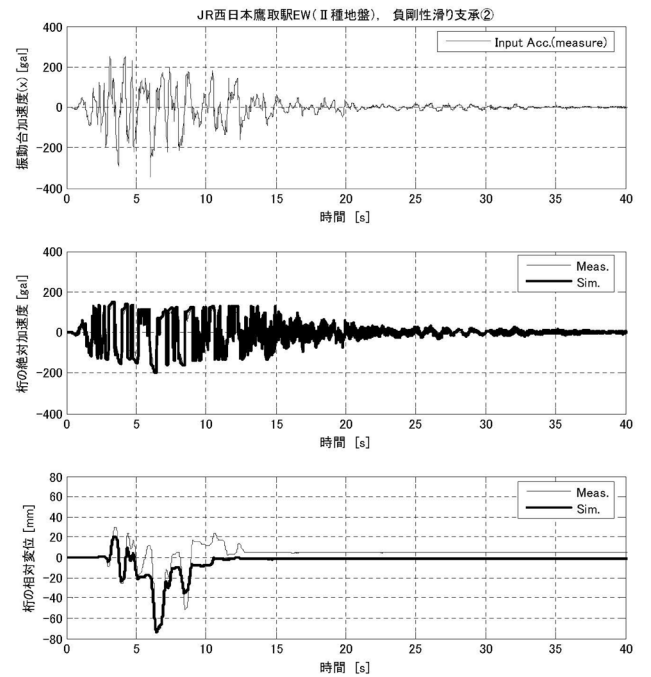 JR西日本鷹取駅EW(Ⅱ種地盤), 負剛性滑り支承②
Input Acc.(measure)
振動台加速度(x) [gal]
400
200
0
-200
-400
0 5 10 15 20 25 30 35 40
時間 [s]
Meas.
Sim.
桁の絶対加速度 [gal]
400
200
0
-200
-400
0 5 10 15 20 25 30 35 40
時間 [s]
Meas.
Sim.
桁の相対変位 [mm]
80
60
40
20
0
-20
-40
-60
-80
0 5 10 15 20 25 30 35 40
時間 [s]